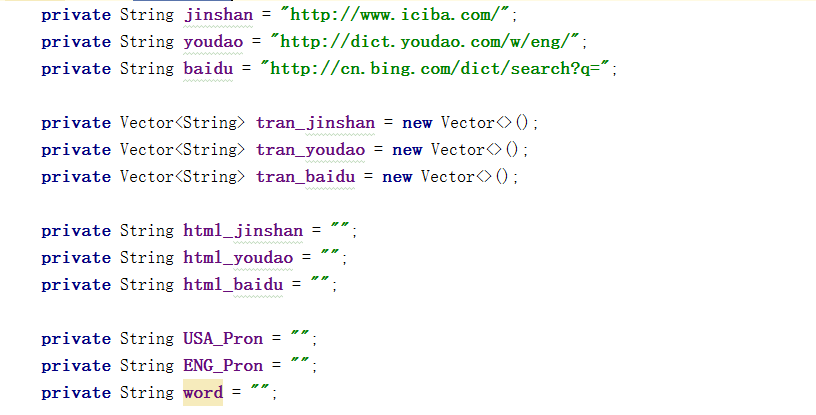 private String jinshan = "http://www.iciba.com/";
private String youdao = "http://dict.youdao.com/w/eng/";
private String baidu = "http://cn.bing.com/dict/search?q=";
private Vector<String> tran_jinshan = new Vector<>();
private Vector<String> tran_youdao = new Vector<>();
private Vector<String> tran_baidu = new Vector<>();
private String html_jinshan = "";
private String html_youdao = "";
private String html_baidu = "";
private String USA_Pron = "";
private String ENG_Pron = "";
private String word = "";